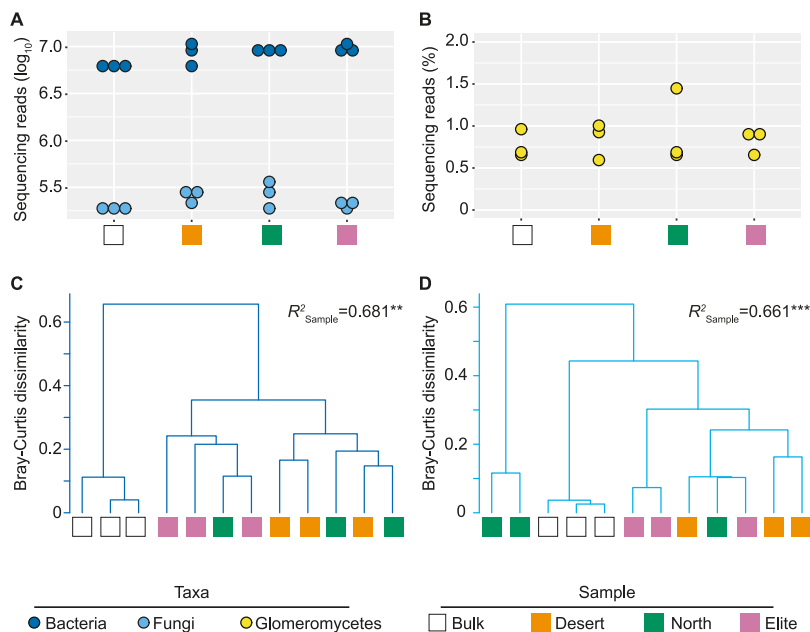 A
Sequencing reads (log10)
7.0
6.5
6.0
5.5
B
Sequencing reads (%)
2.0
1.5
1.0
0.5
0
C
Bray-Curtis dissimilarity
0.6
0.4
0.2
0
R2Sample=0.681**
D
Bray-Curtis dissimilarity
0.6
0.4
0.2
0
R2Sample=0.661***
Taxa
Bacteria Fungi Glomeromycetes
Sample
Bulk Desert North Elite